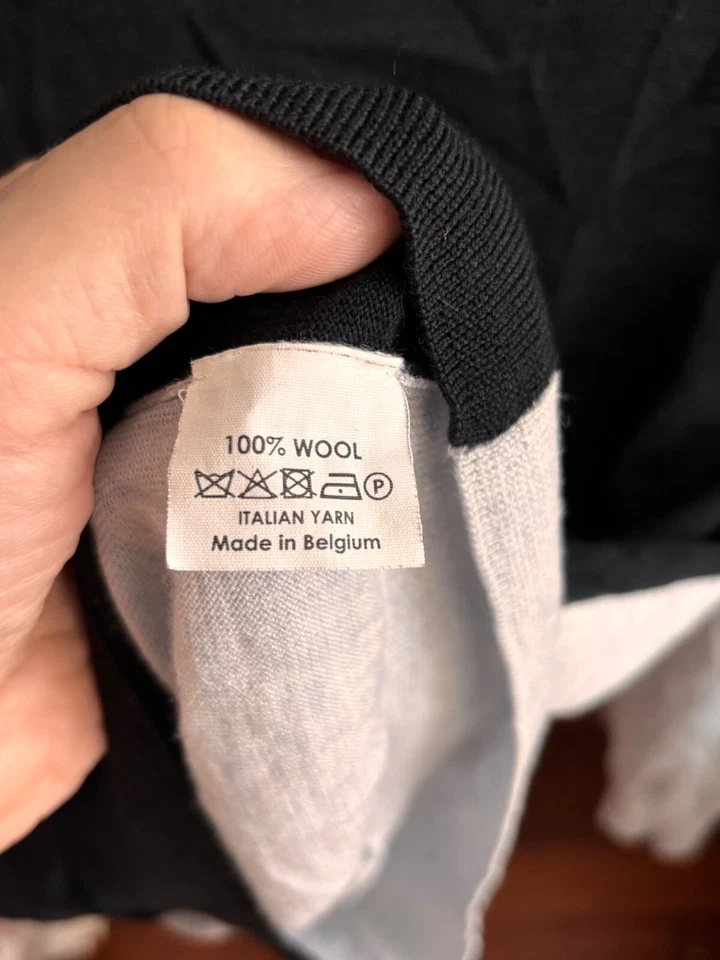 100% WOOL
P
ITALIAN YARN
Made in Belgium